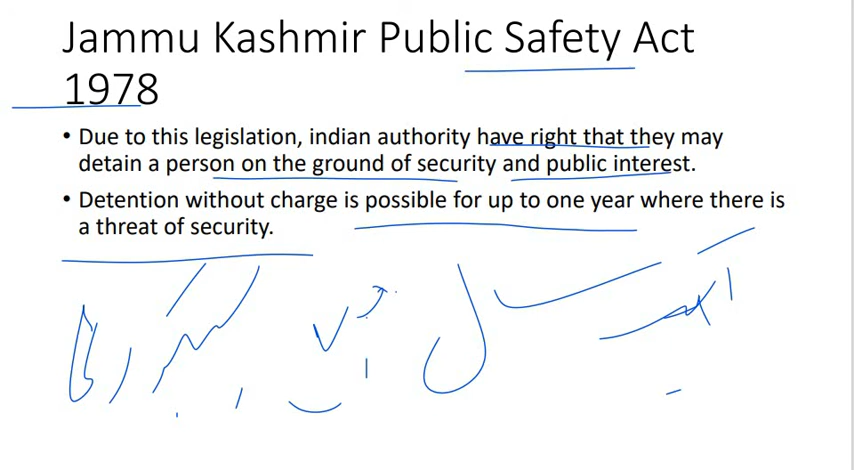 Jammu Kashmir Public Safety Act
1978
• Due to this legislation, indian authority have right that they may
detain a person on the ground of security and public interest.
• Detention without charge is possible for up to one year where there is
a threat of security.